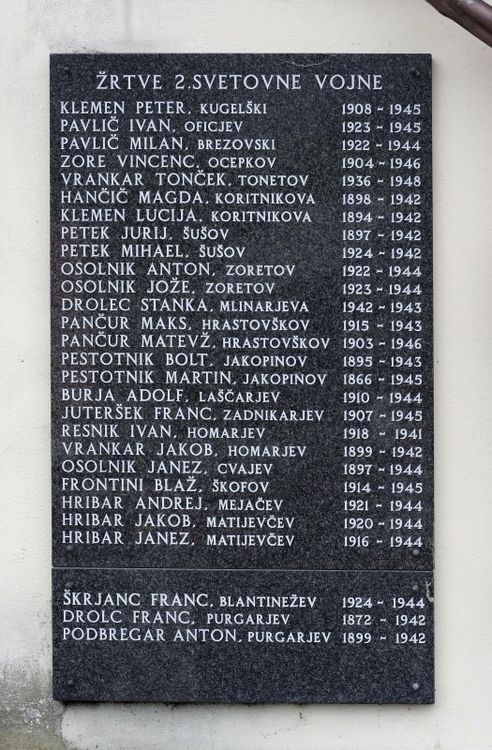 ŽRTVE 2.SVETOVNE VOJNE
KLEMEN PETER, KUGELŠKI 1908 - 1945
PAVLIČ IVAN, OFICJEV 1923 - 1945
PAVLIČ MILAN, BREZOVSKI 1922 - 1944
ZORE VINCENC, OCEPKOV 1904 - 1946
VRANKAR TONČEK, TONETOV 1936 - 1948
HANČIČ MAGDA, KORITNIKOVA 1898 - 1942
KLEMEN LUCIJA, KORITNIKOVA 1894 - 1942
PETEK JURIJ, ŠUŠOV 1897 - 1942
PETEK MIHAEL, ŠUŠOV 1924 - 1942
OSOLNIK ANTON, ZORETOV 1922 - 1944
OSOLNIK JOŽE, ZORETOV 1923 - 1944
DROLEC STANKA, MLINARJEVA 1942 - 1943
PANČUR MAKS, HRASTOVŠKOV 1915 - 1943
PANČUR MATEVŽ, HRASTOVŠKOV 1903 - 1946
PESTOTNIK BOLT, JAKOPINOV 1895 - 1943
PESTOTNIK MARTIN, JAKOPINOV 1866 - 1945
BURJA ADOLF, LAŠČARJEV 1910 - 1944
JUTERŠEK FRANC, ZADNIKARJEV 1907 - 1945
RESNIK IVAN, HOMARJEV 1918 - 1941
VRANKAR JAKOB, HOMARJEV 1899 - 1942
OSOLNIK JANEZ, CVAJEV 1897 - 1944
FRONTINI BLAŽ, ŠKOFOV 1914 - 1945
HRIBAR ANDREJ, MEJAČEV 1921 - 1944
HRIBAR JAKOB, MATIJEVČEV 1920 - 1944
HRIBAR JANEZ, MATIJEVČEV 1916 - 1944
ŠKRJANC FRANC, BLANTINEŽEV 1924 - 1944
DROLC FRANC, PURGARJEV 1872 - 1942
PODBREGAR ANTON, PURGARJEV 1899 - 1942